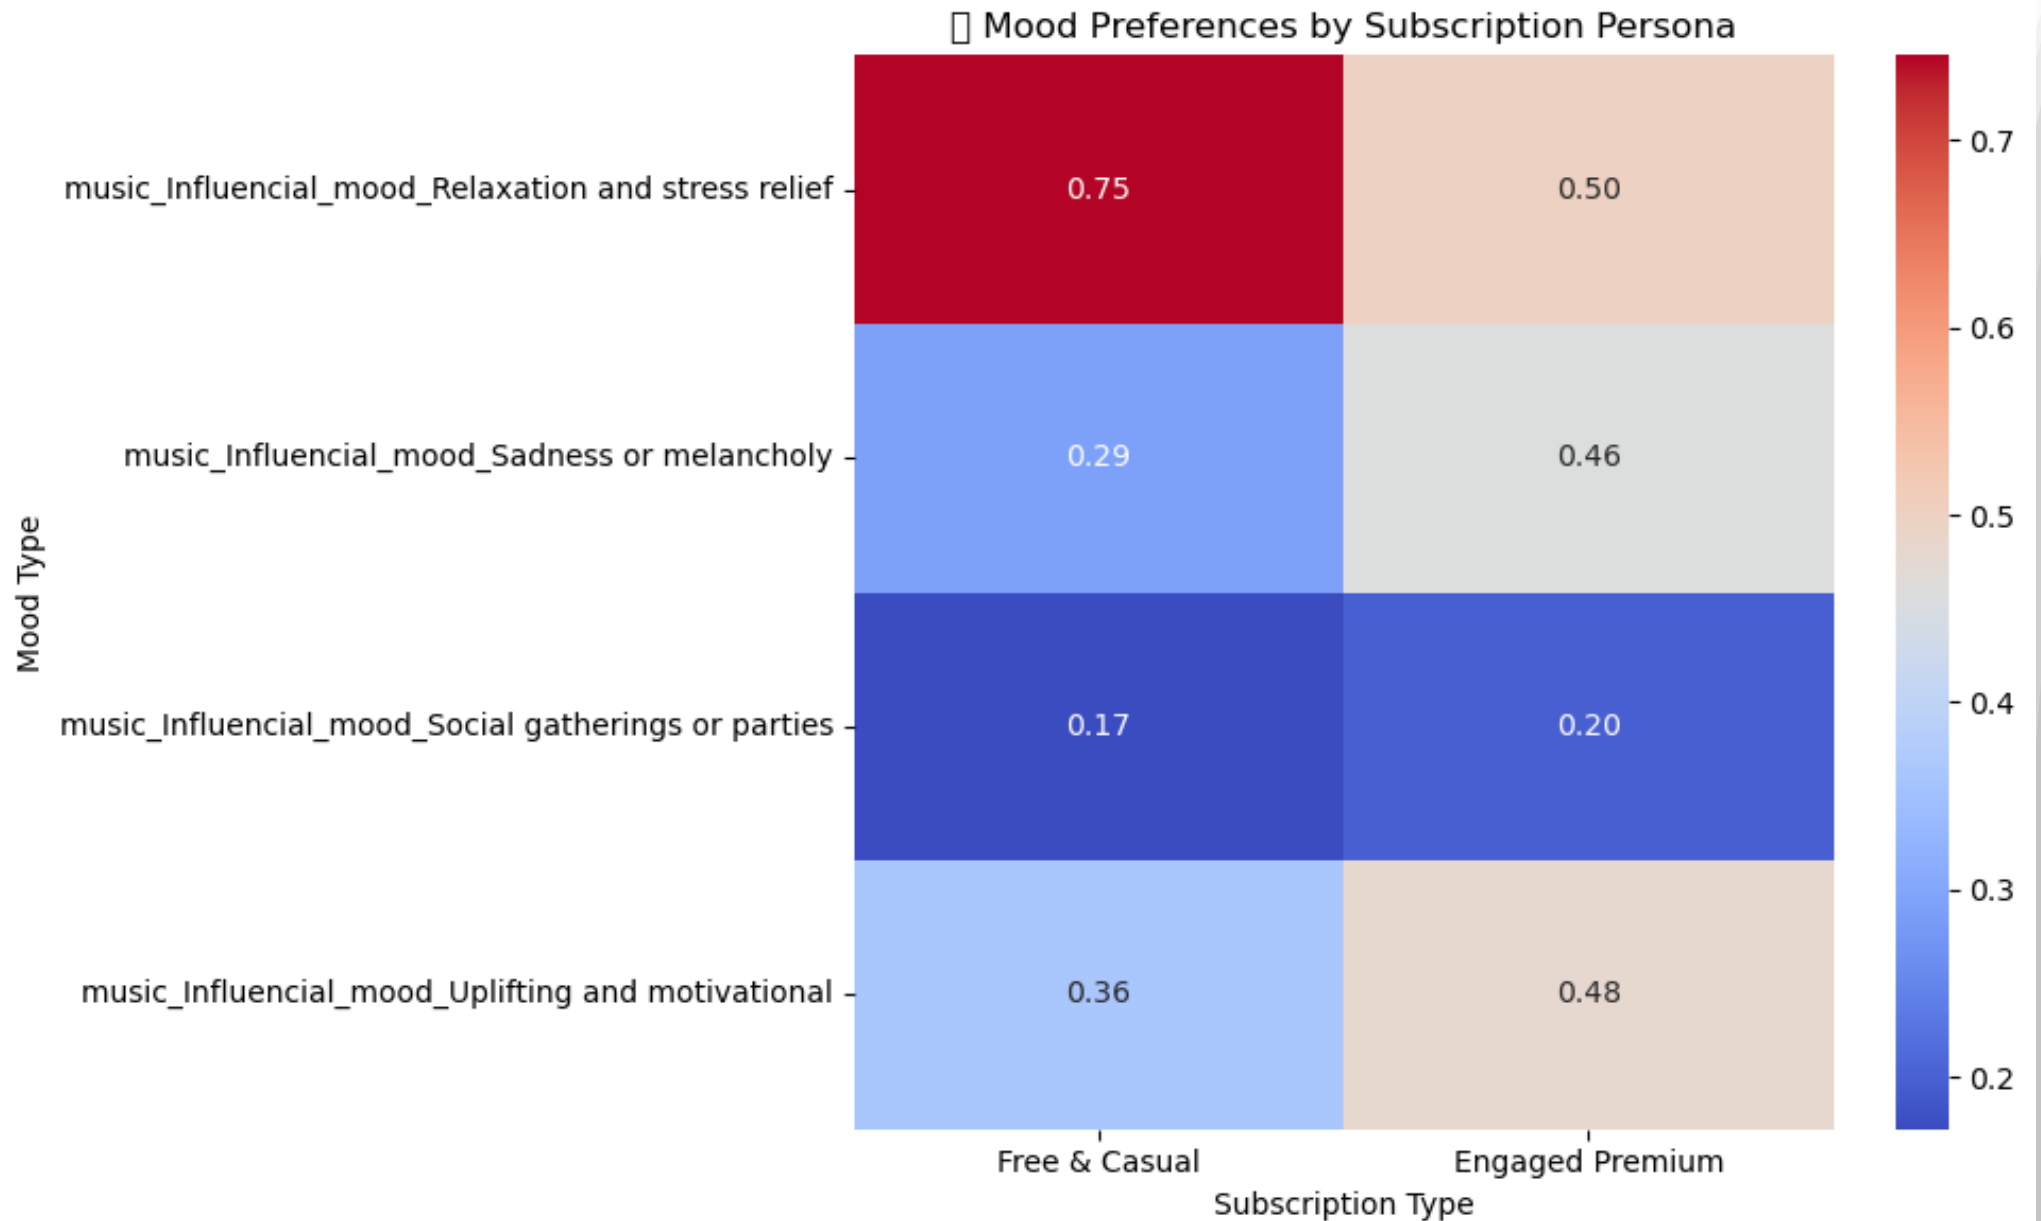 ▯ Mood Preferences by Subscription Persona
music_Influencial_mood_Relaxation and stress relief
0.75
0.50
music_Influencial_mood_Sadness or melancholy
0.29
0.46
music_Influencial_mood_Social gatherings or parties
0.17
0.20
music_Influencial_mood_Uplifting and motivational
0.36
0.48
Mood Type
Free & Casual
Engaged Premium
Subscription Type
0.7
0.6
0.5
0.4
0.3
0.2